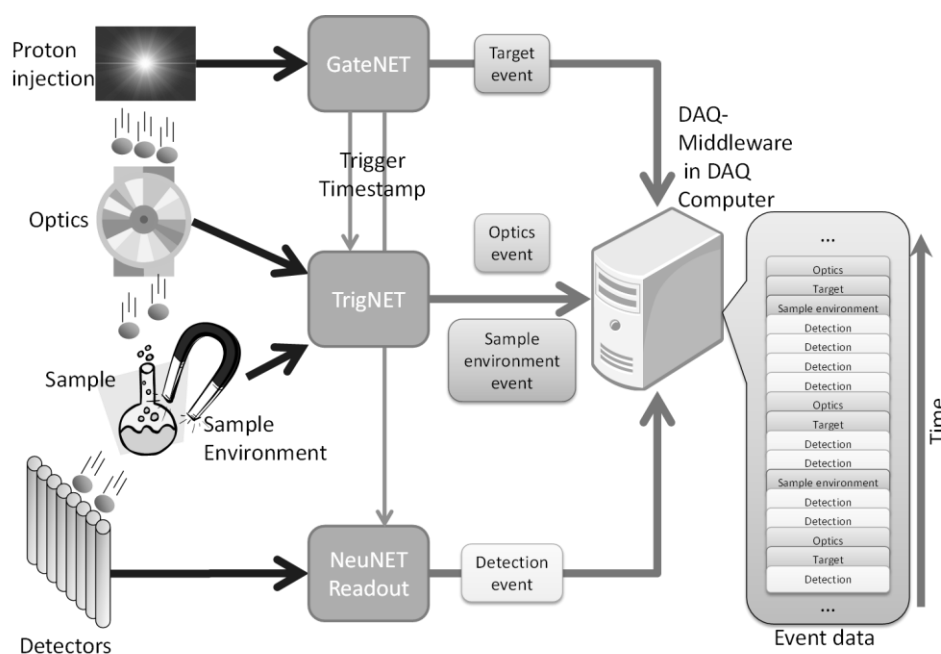 Proton
injection
GateNET
Target
event
DAQ-
Middleware
in DAQ
Computer
Trigger
Timestamp
Optics
TrigNET
Optics
event
Sample
environment
event
Sample
Sample
Environment
Detectors
NeuNET
Readout
Detection
event
...
Optics
Target
Sample environment
Detection
Detection
Detection
Detection
Optics
Target
Detection
Detection
Sample environment
Detection
Detection
Optics
Target
Detection
...
Time
Event data